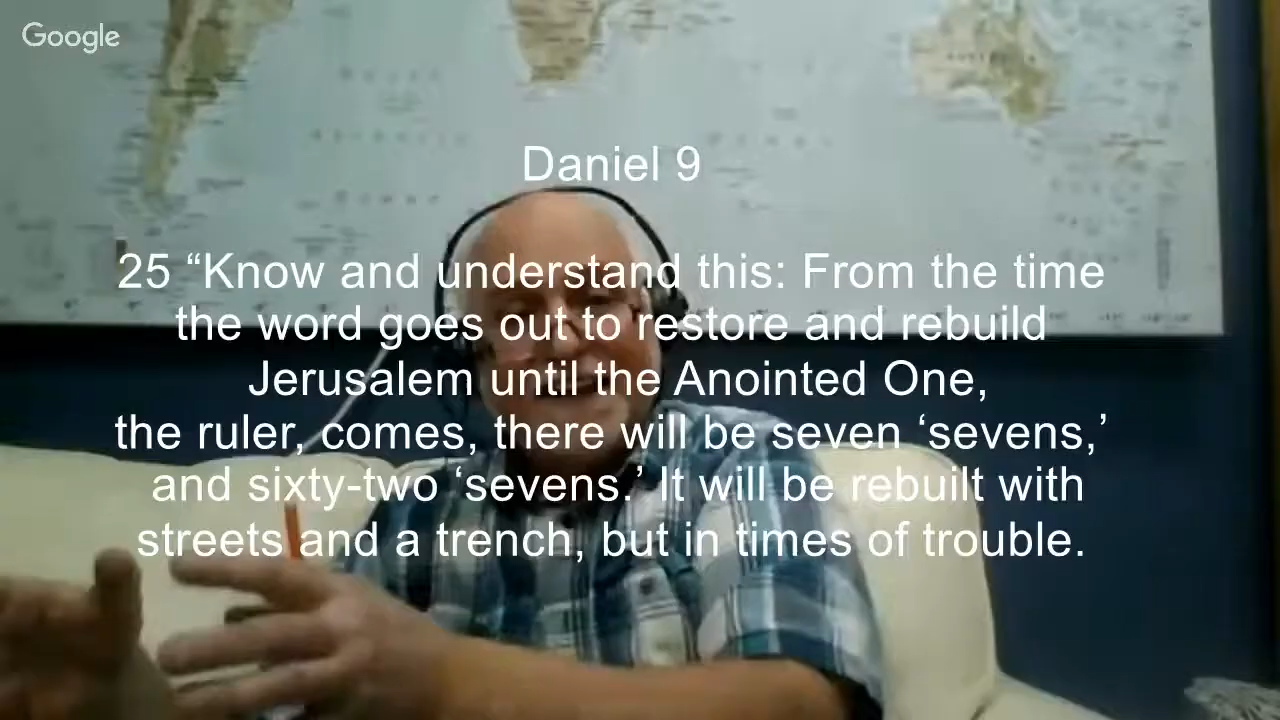 Google
Daniel 9
25 “Know and understand this: From the time
the word goes out to restore and rebuild
Jerusalem until the Anointed One,
the ruler, comes, there will be seven ‘sevens,’
and sixty-two ‘sevens.’ It will be rebuilt with
streets and a trench, but in times of trouble.